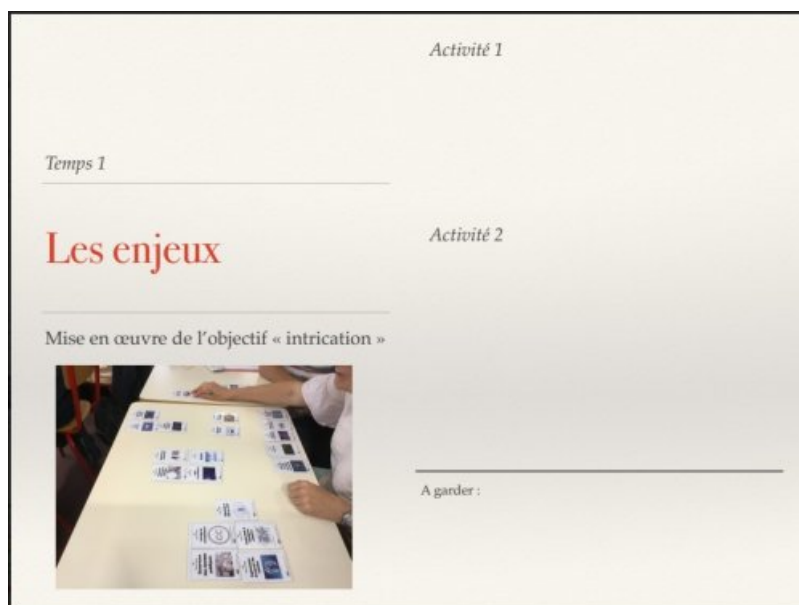 Temps 1
Les enjeux
Mise en œuvre de l'objectif « intrication »
Activité 1
Activité 2
A garder :